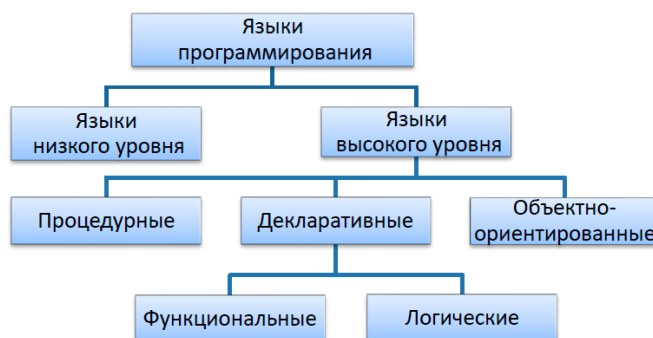 Языки
программирования
Языки
низкого уровня
Языки
высокого уровня
Процедурные
Декларативные
Объектно-
ориентированные
Функциональные
Логические